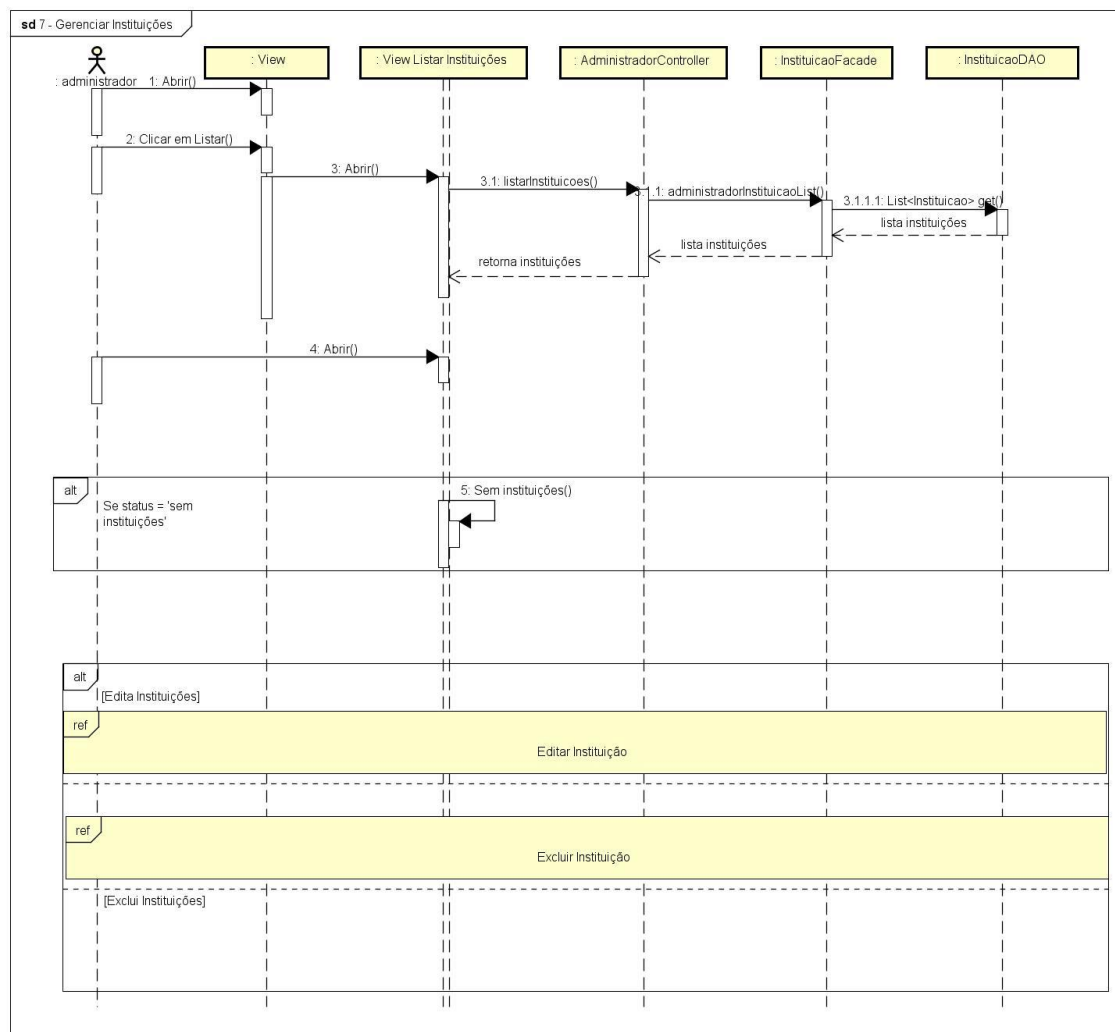 sd 7 - Gerenciar Instituições
: administrador
: View
: View Listar Instituições
: AdministradorController
: InstituicaoFacade
: InstituicaoDAO
1: Abrir()
2: Clicar em Listar()
3: Abrir()
3.1: listarInstituicoes()
3.1.1: administradorInstituicaoList()
3.1.1.1: List<Instituicao> get()
lista instituições
lista instituições
retorna instituições
4: Abrir()
alt
Se status = 'sem
instituições'
5: Sem instituições()
alt
[Edita Instituições]
ref
Editar Instituição
ref
Excluir Instituição
[Exclui Instituições]